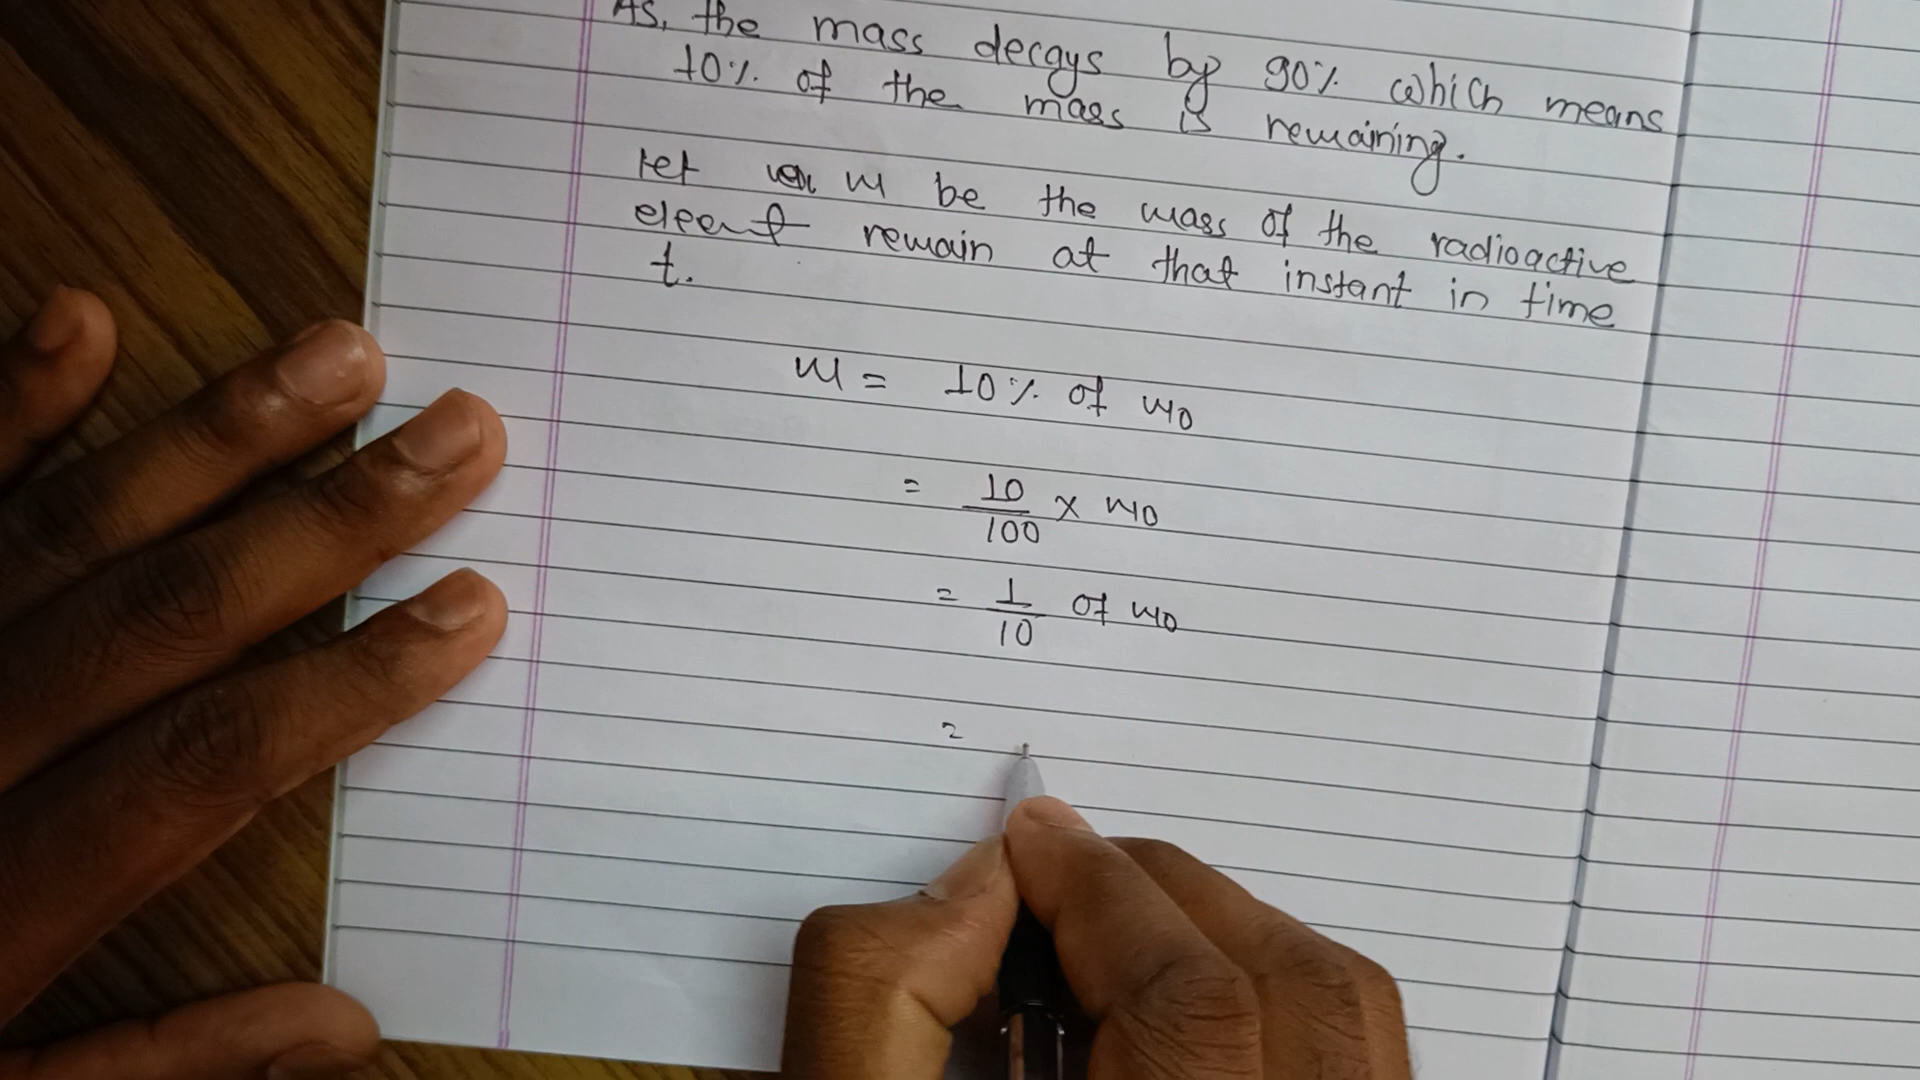 As, the mass decays by 90% which means
10% of the mass is remaining.
let m be the mass of the radioactive
remain at that instant in time
t.
m = 10% of m0
= 10/100 × m0
= 1/10 of m0
=